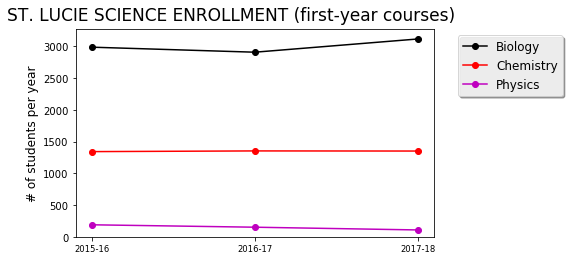 ST. LUCIE SCIENCE ENROLLMENT (first-year courses)
# of students per year
3000
2500
2000
1500
1000
500
0
2015-16
2016-17
2017-18
Biology
Chemistry
Physics